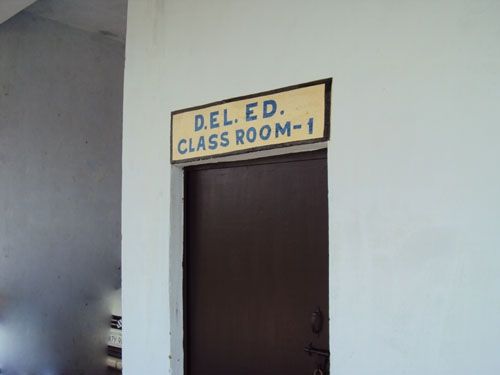 D.EL. ED.
CLASS ROOM-1